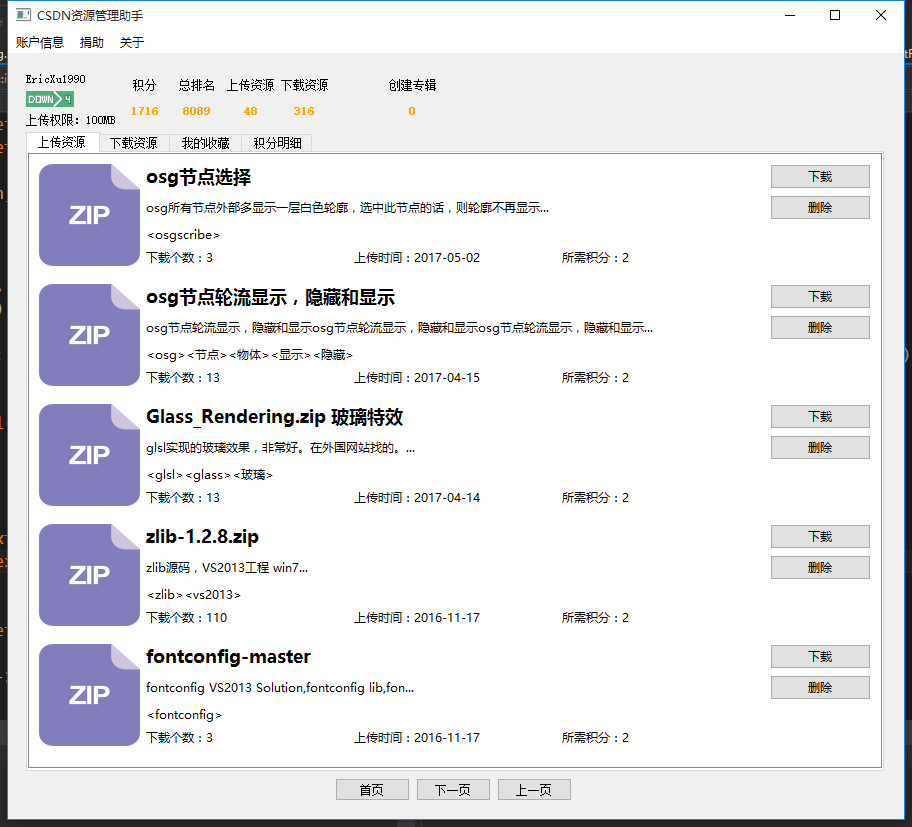 CSDN资源管理助手
账户信息 捐助 关于
EricXu1990
DOWN 4
上传权限：100MB
积分 总排名 上传资源 下载资源 创建专辑
1716 8089 48 316 0
上传资源 下载资源 我的收藏 积分明细
ZIP
osg节点选择
osg所有节点外部多显示一层白色轮廓，选中此节点的话，则轮廓不再显示...
<osgscribe>
下载个数：3 上传时间：2017-05-02 所需积分：2
下载
删除
ZIP
osg节点轮流显示，隐藏和显示
osg节点轮流显示，隐藏和显示osg节点轮流显示，隐藏和显示osg节点轮流显示，隐藏和显示...
<osg><节点><物体><显示><隐藏>
下载个数：13 上传时间：2017-04-15 所需积分：2
下载
删除
ZIP
Glass_Rendering.zip 玻璃特效
glsl实现的玻璃效果，非常好。在外国网站找的。...
<glsl><glass><玻璃>
下载个数：13 上传时间：2017-04-14 所需积分：2
下载
删除
ZIP
zlib-1.2.8.zip
zlib源码，VS2013工程 win7...
<zlib><vs2013>
下载个数：110 上传时间：2016-11-17 所需积分：2
下载
删除
ZIP
fontconfig-master
fontconfig VS2013 Solution,fontconfig lib,fon...
<fontconfig>
下载个数：3 上传时间：2016-11-17 所需积分：2
下载
删除
首页 下一页 上一页